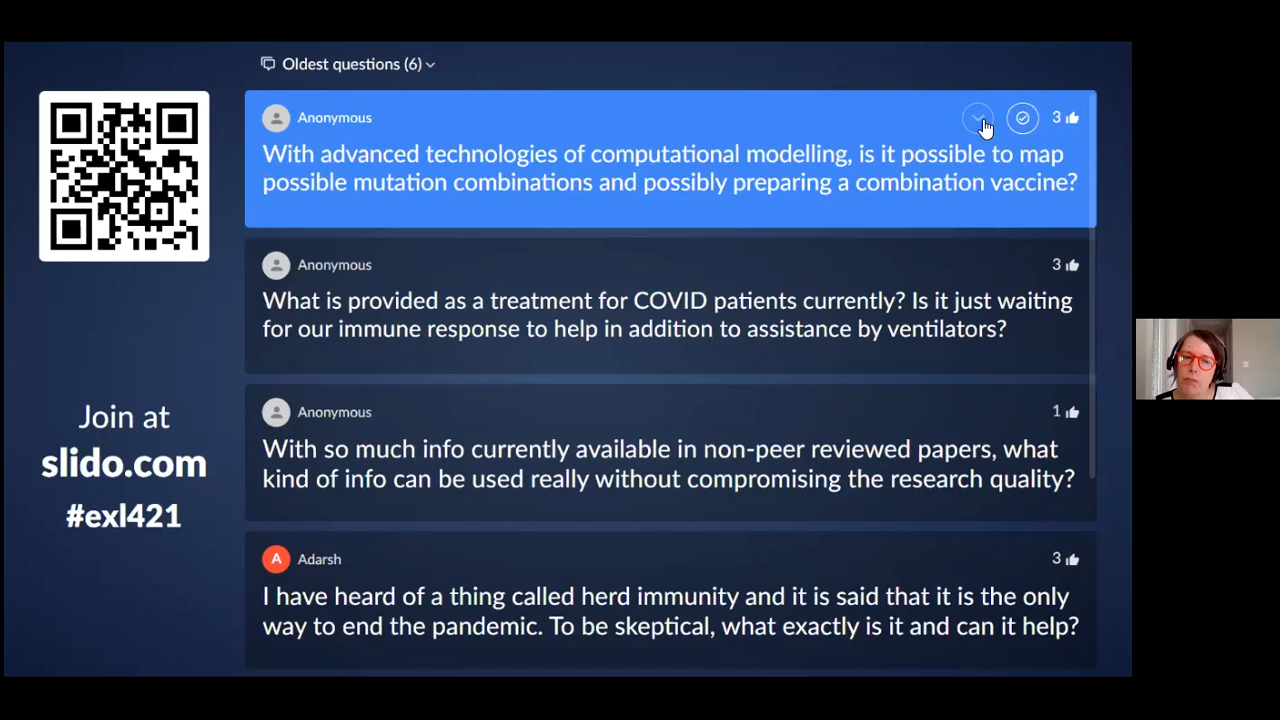 Oldest questions (6)
Anonymous
3
With advanced technologies of computational modelling, is it possible to map
possible mutation combinations and possibly preparing a combination vaccine?
Anonymous
3
What is provided as a treatment for COVID patients currently? Is it just waiting
for our immune response to help in addition to assistance by ventilators?
Anonymous
1
With so much info currently available in non-peer reviewed papers, what
kind of info can be used really without compromising the research quality?
A Adarsh
3
I have heard of a thing called herd immunity and it is said that it is the only
way to end the pandemic. To be skeptical, what exactly is it and can it help?
Join at
slido.com
#exl421